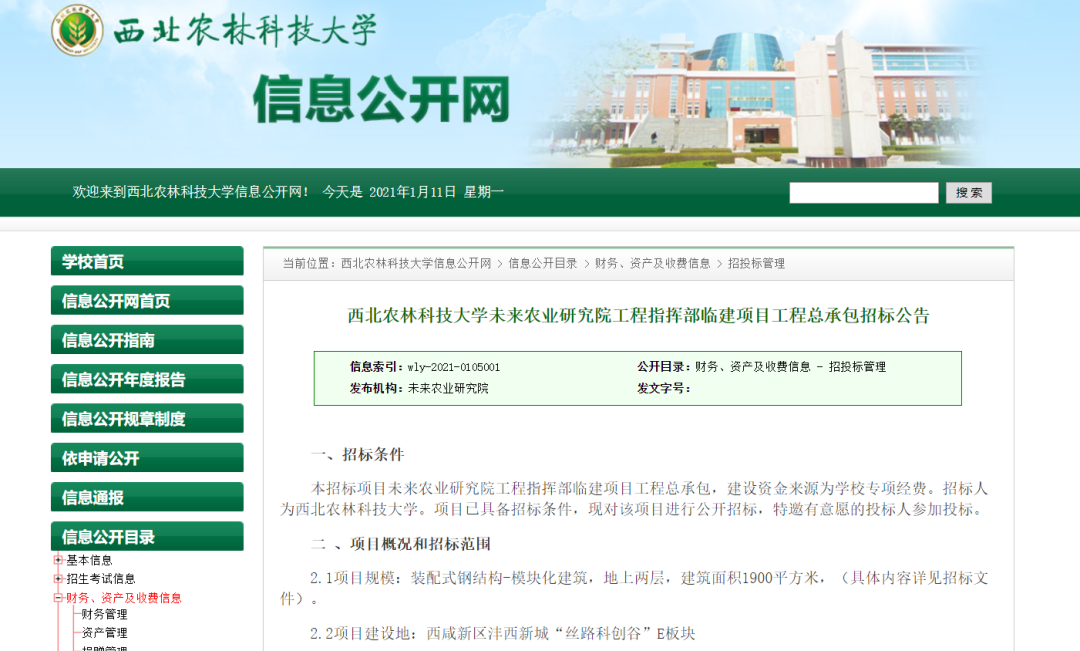 西北农林科技大学
信息公开网
欢迎来到西北农林科技大学信息公开网! 今天是 2021年1月11日 星期一
搜索
学校首页
信息公开网首页
信息公开指南
信息公开年度报告
信息公开规章制度
依申请公开
信息通报
信息公开目录
基本信息
招生考试信息
财务、资产及收费信息
财务管理
资产管理
当前位置：西北农林科技大学信息公开网 > 信息公开目录 > 财务、资产及收费信息 > 招投标管理
西北农林科技大学未来农业研究院工程指挥部临建项目工程总承包招标公告
信息索引：wly-2021-0105001
公开目录：财务、资产及收费信息 - 招投标管理
发布机构：未来农业研究院
发文字号：
一、招标条件
本招标项目未来农业研究院工程指挥部临建项目工程总承包，建设资金来源为学校专项经费。招标人
为西北农林科技大学。项目已具备招标条件，现对该项目进行公开招标，特邀有意愿的投标人参加投标。
二 、项目概况和招标范围
2.1项目规模：装配式钢结构-模块化建筑，地上两层，建筑面积1900平方米，（具体内容详见招标文
件）。
2.2项目建设地：西咸新区沣西新城“丝路科创谷”E板块